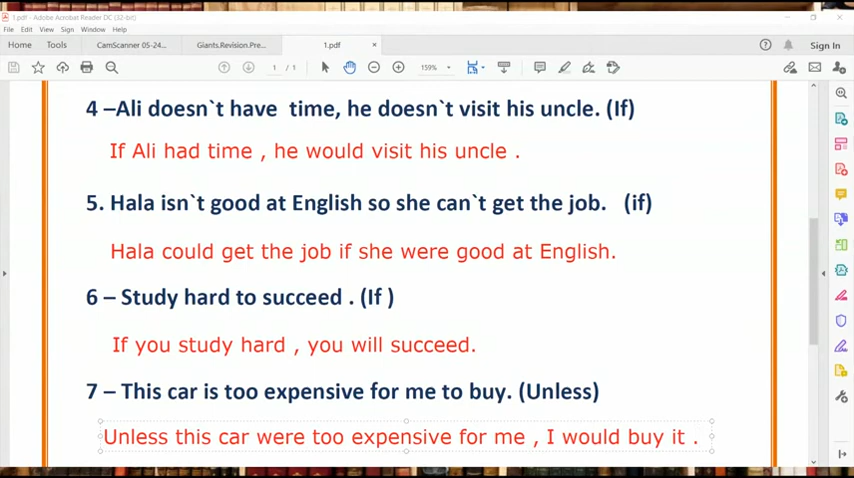 1.pdf - Adobe Acrobat Reader DC (32-bit)
File Edit View Sign Window Help
Home Tools CamScanner 05-24... Giants.Revision.Pre... 1.pdf × Sign In
1 / 1 159%
4 –Ali doesn`t have time, he doesn`t visit his uncle. (If)
If Ali had time , he would visit his uncle .
5. Hala isn`t good at English so she can`t get the job. (if)
Hala could get the job if she were good at English.
6 – Study hard to succeed . (If )
If you study hard , you will succeed.
7 – This car is too expensive for me to buy. (Unless)
Unless this car were too expensive for me , I would buy it .